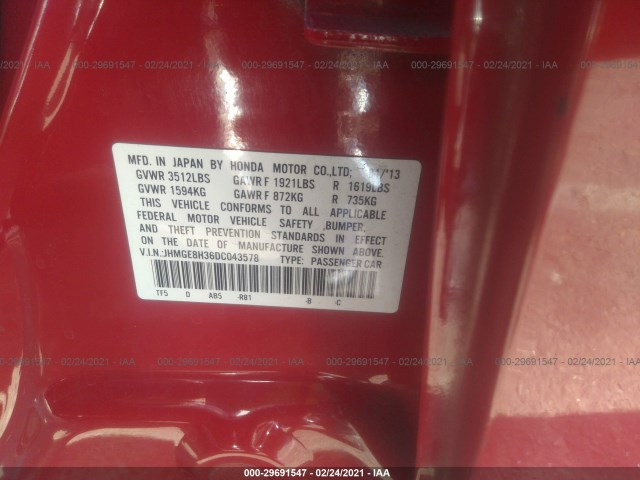 000-29691547 - 02/24/2021 - IAA
MFD. IN JAPAN BY HONDA MOTOR CO.,LTD. /'13
GVWR 3512LBS GAWR F 1921LBS R 1619LBS
GVWR 1594KG GAWR F 872KG R 735KG
THIS VEHICLE CONFORMS TO ALL APPLICABLE
FEDERAL MOTOR VEHICLE SAFETY ,BUMPER,
AND THEFT PREVENTION STANDARDS IN EFFECT
ON THE DATE OF MANUFACTURE SHOWN ABOVE.
V.I.N.:JHMGE8H36DC043578 TYPE: PASSENGER CAR
TF5 D AB5 -R81 -B -C
000-29691547 - 02/24/2021 - IAA
000-29691547 - 02/24/2021 - IAA